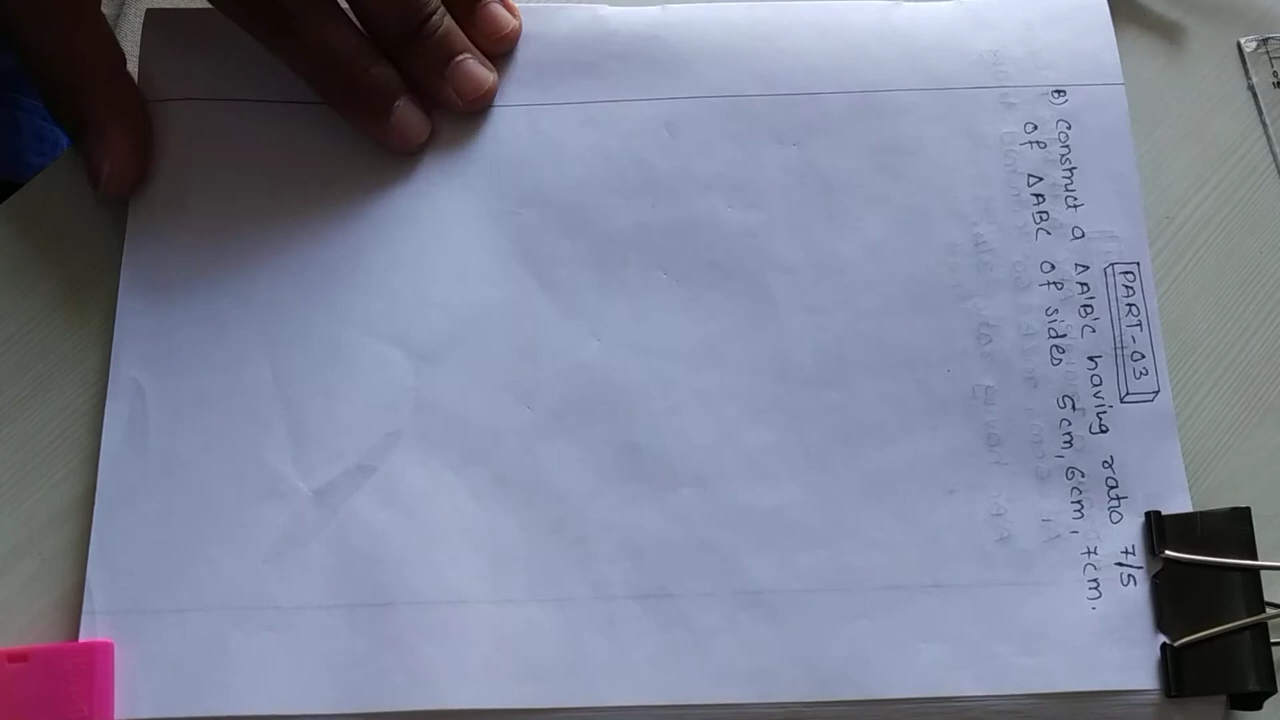 PART-03
B) construct a ΔA'B'C having ratio 7/5
of ΔABC of sides 5cm, 6cm, 7cm.